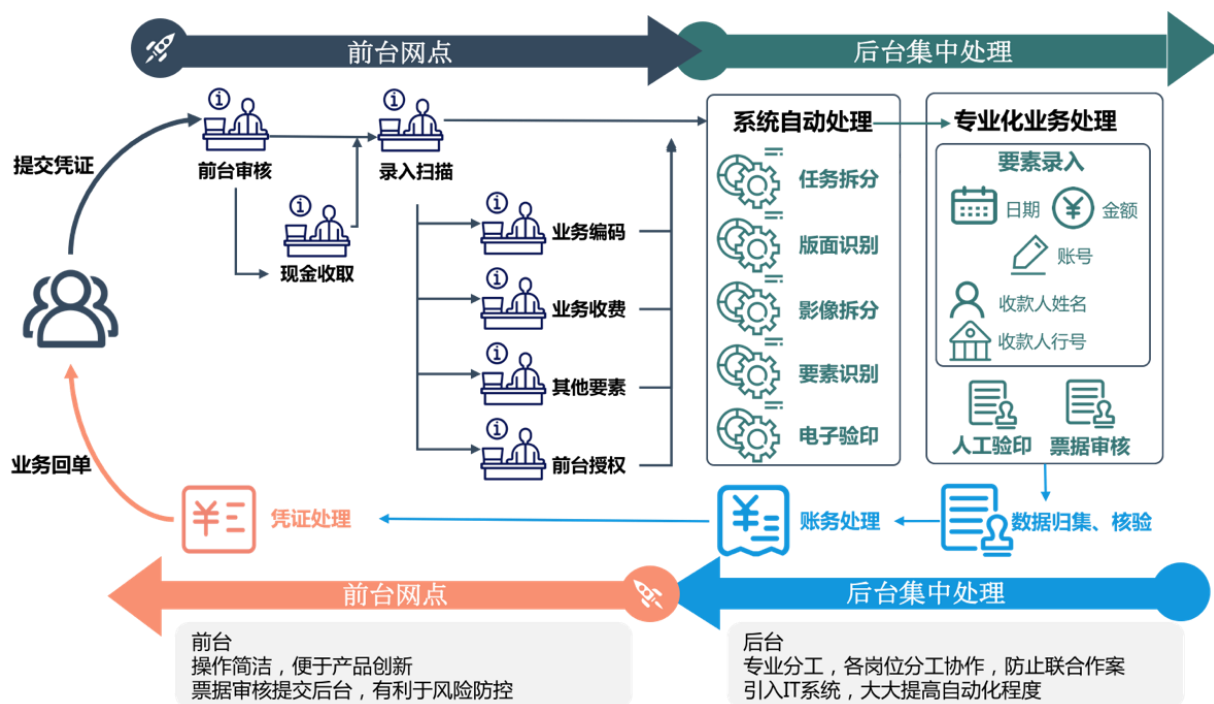 前台网点
后台集中处理
提交凭证
前台审核
录入扫描
现金收取
业务编码
业务收费
其他要素
前台授权
系统自动处理
任务拆分
版面识别
影像拆分
要素识别
电子验印
专业化业务处理
要素录入
日期
金额
账号
收款人姓名
收款人行号
人工验印
票据审核
业务回单
凭证处理
账务处理
数据归集、核验
前台网点
后台集中处理
前台
操作简洁，便于产品创新
票据审核提交后台，有利于风险防控
后台
专业分工，各岗位分工协作，防止联合作案
引入IT系统，大大提高自动化程度